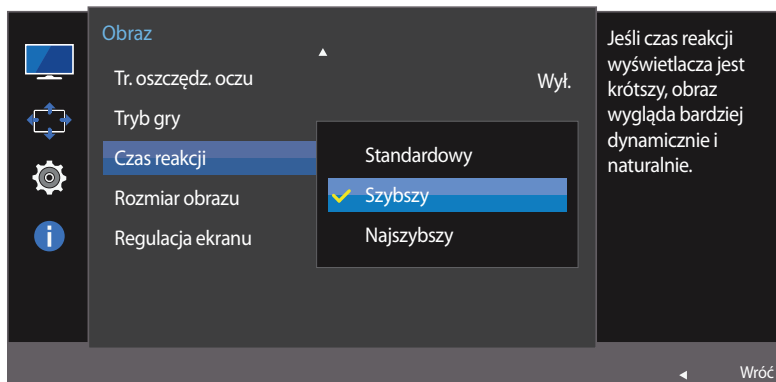 Obraz
Tr. oszczędz. oczu
Wył.
Tryb gry
Czas reakcji
Rozmiar obrazu
Regulacja ekranu
Standardowy
Szybszy
Najszybszy
Jeśli czas reakcji
wyświetlacza jest
krótszy, obraz
wygląda bardziej
dynamicznie i
naturalnie.
Wróć